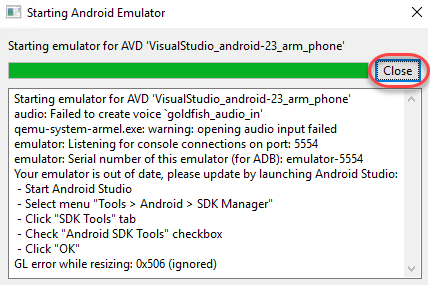 Starting Android Emulator
Starting emulator for AVD 'VisualStudio_android-23_arm_phone'
Close
Starting emulator for AVD 'VisualStudio_android-23_arm_phone'
audio: Failed to create voice `goldfish_audio_in'
qemu-system-armel.exe: warning: opening audio input failed
emulator: Listening for console connections on port: 5554
emulator: Serial number of this emulator (for ADB): emulator-5554
Your emulator is out of date, please update by launching Android Studio:
- Start Android Studio
- Select menu "Tools > Android > SDK Manager"
- Click "SDK Tools" tab
- Check "Android SDK Tools" checkbox
- Click "OK"
GL error while resizing: 0x506 (ignored)